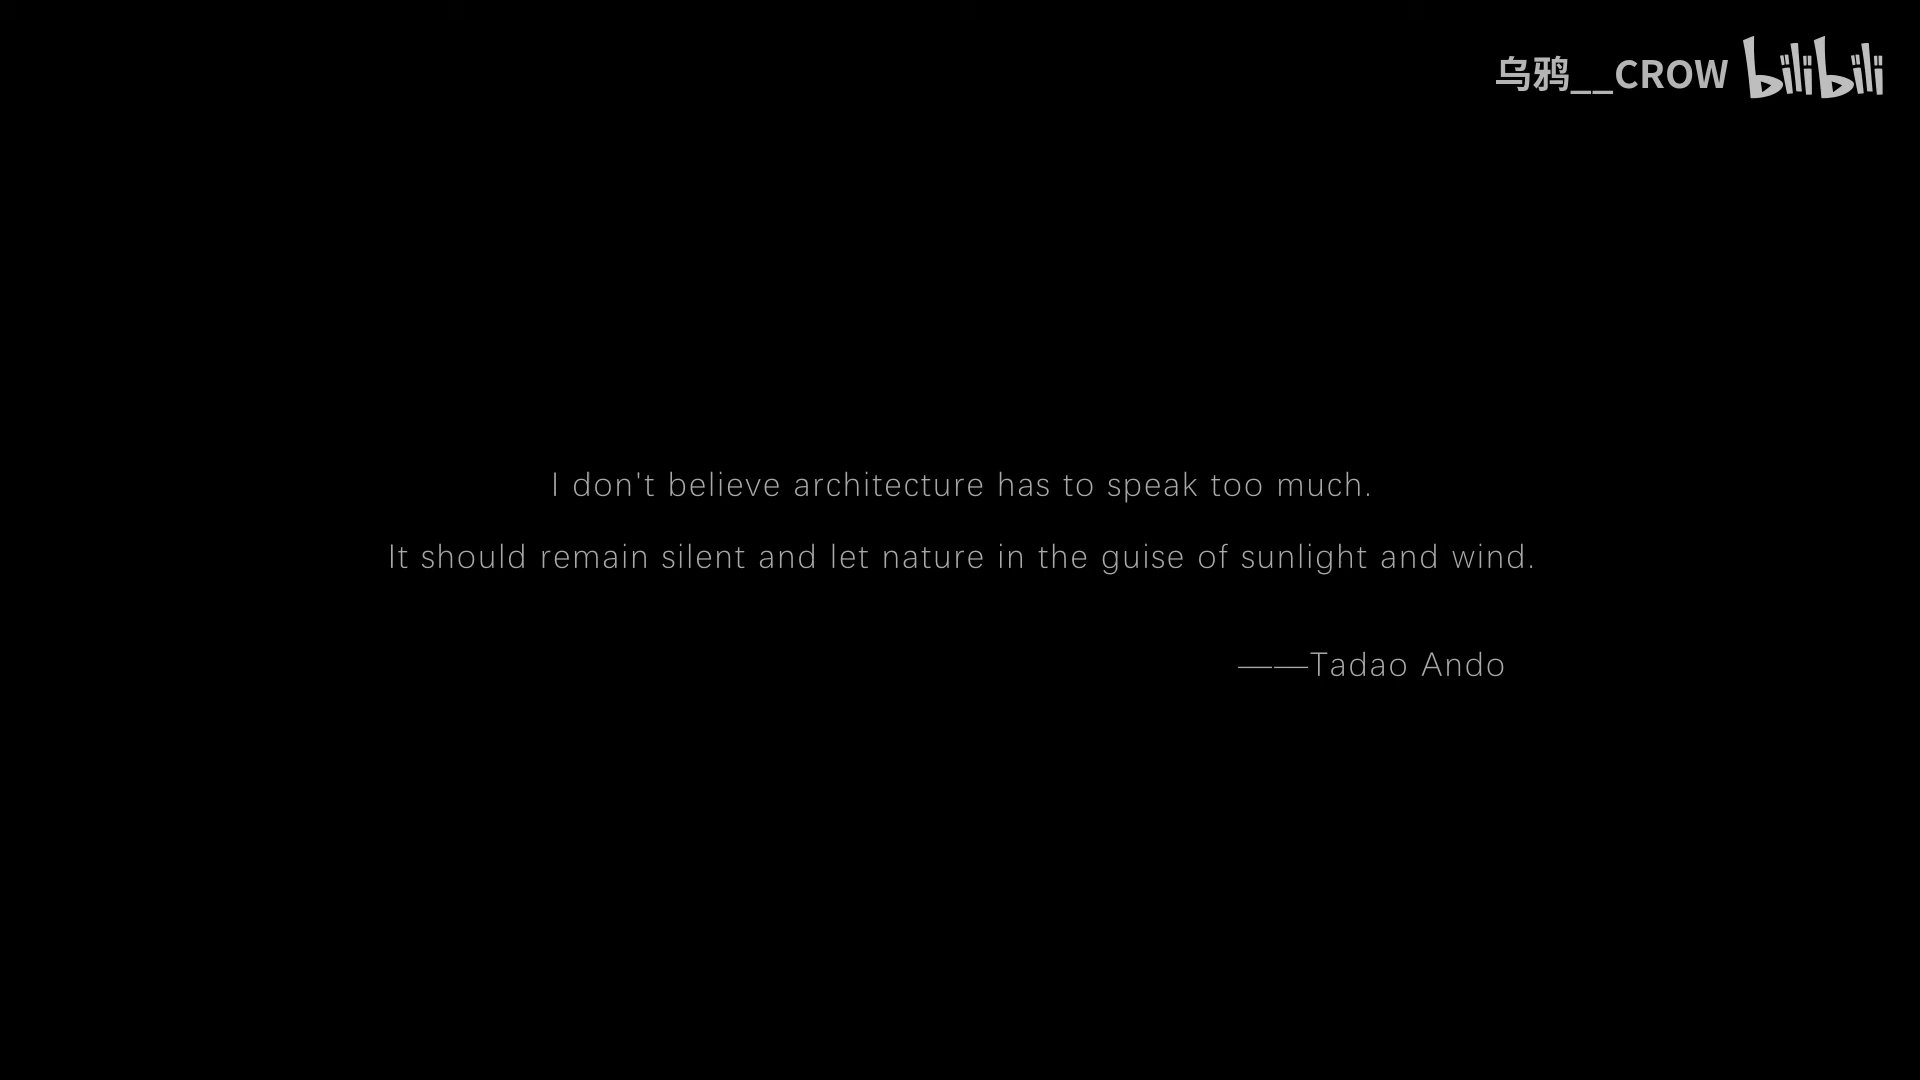 乌鸦__CROW bilibili
I don't believe architecture has to speak too much.
It should remain silent and let nature in the guise of sunlight and wind.
——Tadao Ando